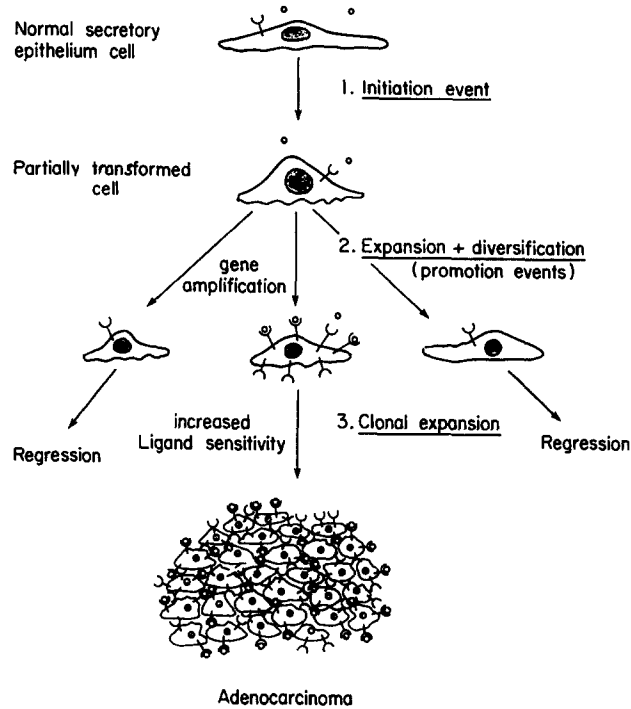 Normal secretory
epithelium cell
1. Initiation event
Partially transformed
cell
2. Expansion + diversification
(promotion events)
gene
amplification
increased
Ligand sensitivity
3. Clonal expansion
Regression
Regression
Adenocarcinoma